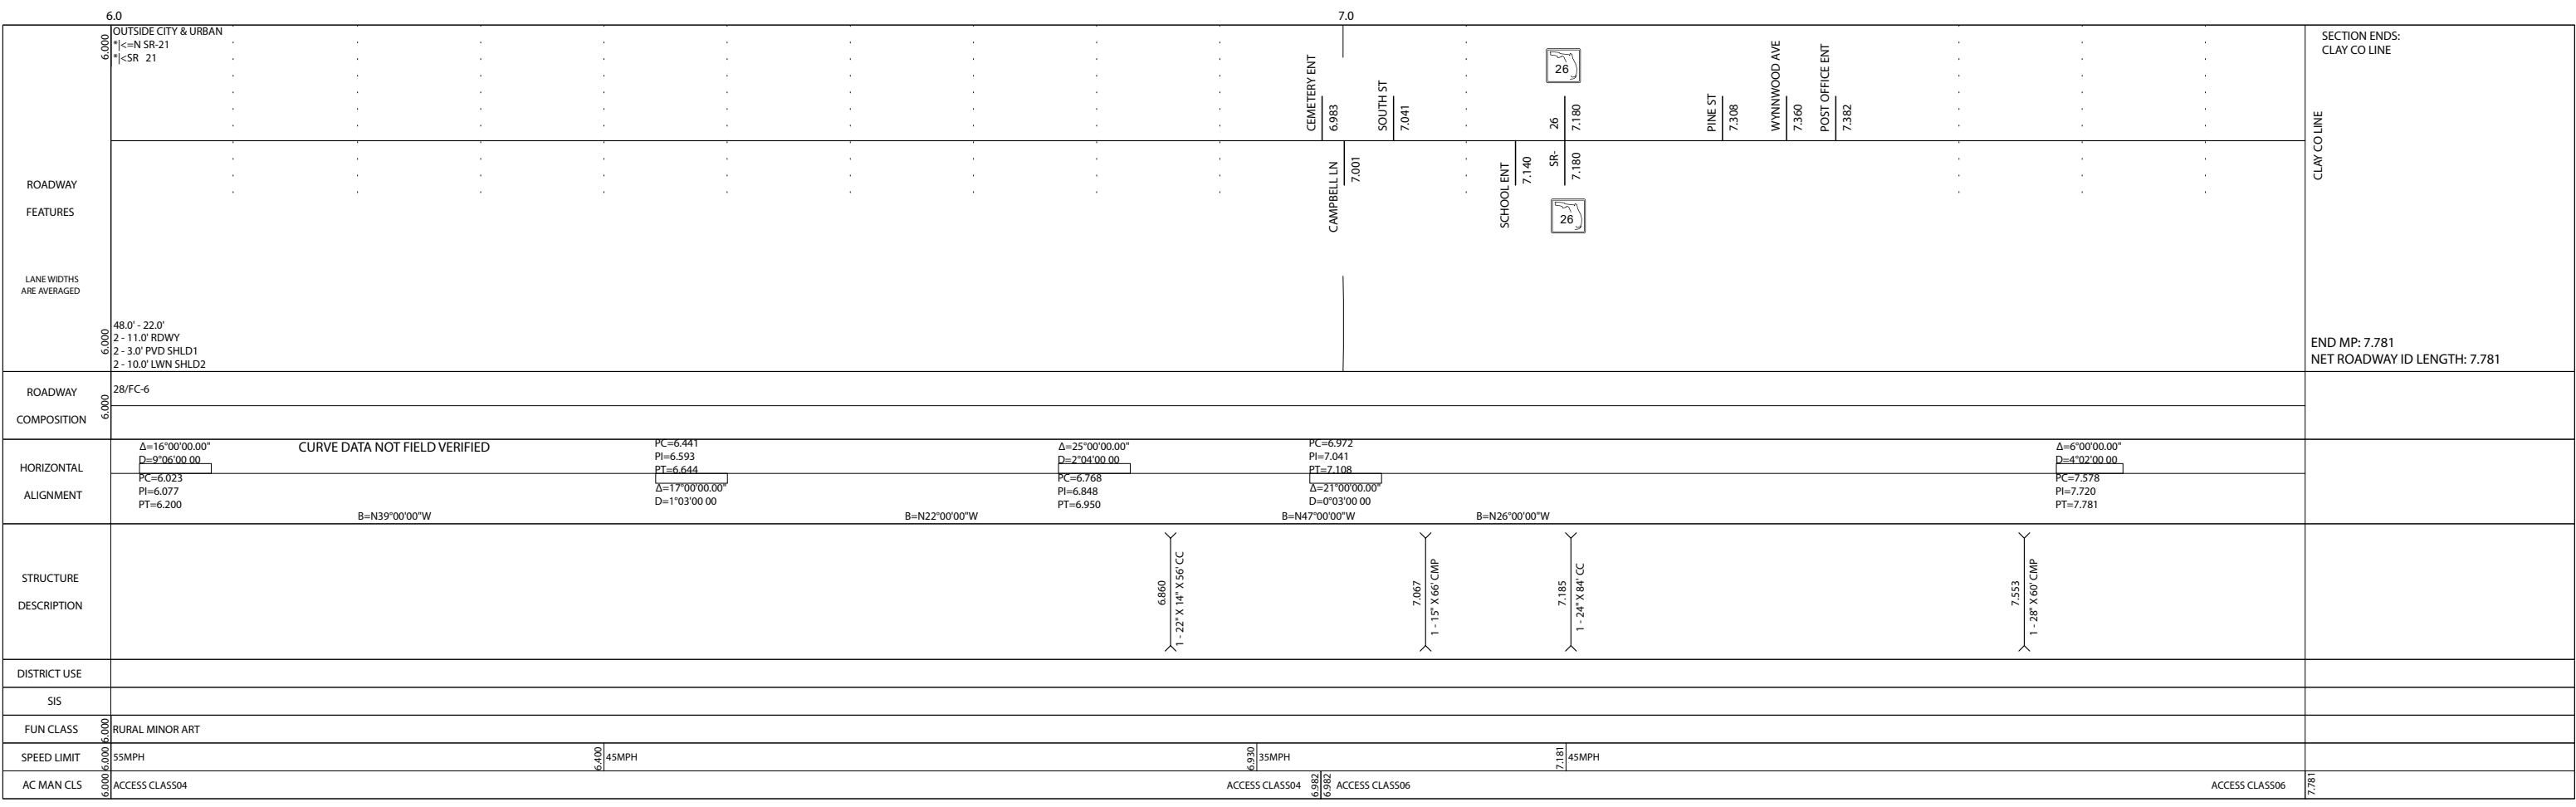 6.0
7.0
6.000
OUTSIDE CITY & URBAN
*|<=N SR-21
*|<SR 21
CEMETERY ENT
6.983
SOUTH ST
7.041
26
26
7.180
PINE ST
7.308
WYNNWOOD AVE
7.360
POST OFFICE ENT
7.382
CAMPBELL LN
7.001
SCHOOL ENT
7.140
SR-
7.180
26
SECTION ENDS:
CLAY CO LINE
CLAY CO LINE
ROADWAY
FEATURES
LANE WIDTHS
ARE AVERAGED
6.000
48.0' - 22.0'
2 - 11.0' RDWY
2 - 3.0' PVD SHLD1
2 - 10.0' LWN SHLD2
END MP: 7.781
NET ROADWAY ID LENGTH: 7.781
ROADWAY
COMPOSITION
6.000
28/FC-6
HORIZONTAL
ALIGNMENT
Δ=16°00'00.00"
D=9°06'00 00
PC=6.023
PI=6.077
PT=6.200
CURVE DATA NOT FIELD VERIFIED
B=N39°00'00"W
PC=6.441
PI=6.593
PT=6.644
Δ=17°00'00.00"
D=1°03'00 00
B=N22°00'00"W
Δ=25°00'00.00"
D=2°04'00 00
PC=6.768
PI=6.848
PT=6.950
B=N47°00'00"W
PC=6.972
PI=7.041
PT=7.108
Δ=21°00'00.00"
D=0°03'00 00
B=N26°00'00"W
Δ=6°00'00.00"
D=4°02'00 00
PC=7.578
PI=7.720
PT=7.781
STRUCTURE
DESCRIPTION
6.860
1 - 22" X 14" X 56' CC
7.067
1 - 15" X 66' CMP
7.185
1 - 24" X 84' CC
7.553
1 - 28" X 60' CMP
DISTRICT USE
SIS
FUN CLASS
6.000
RURAL MINOR ART
SPEED LIMIT
6.000
55MPH
6.400
45MPH
6.930
35MPH
7.181
45MPH
AC MAN CLS
6.000
ACCESS CLASS04
ACCESS CLASS04
6.982
6.982
ACCESS CLASS06
ACCESS CLASS06
7.781